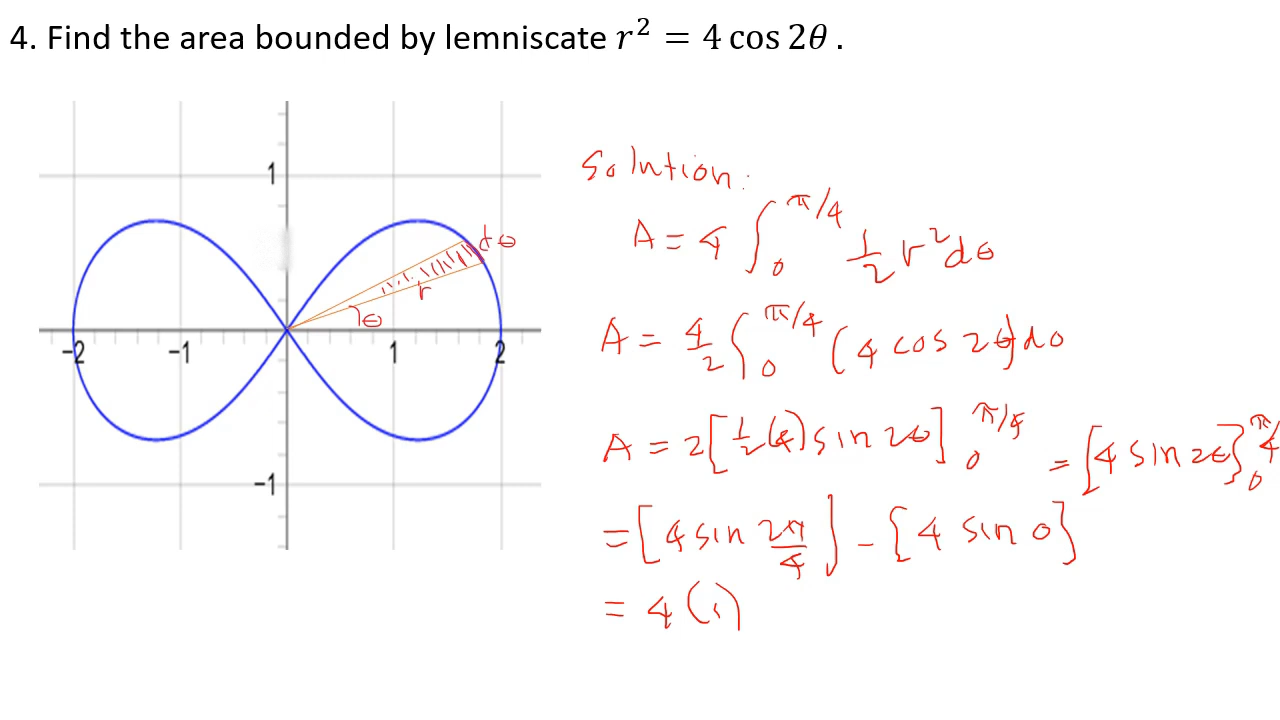 4. Find the area bounded by lemniscate r² = 4 cos 2θ .
1
-2 -1 1 2
-1
dθ
r
θ
Solution:
A = 4 ∫₀^(π/4) 1/2 r² dθ
A = 4/2 ∫₀^(π/4) (4 cos 2θ) dθ
A = 2[1/2(4) sin 2θ]₀^(π/4) = [4 sin 2θ]₀^(π/4)
= [4 sin 2π/4] - [4 sin 0]
= 4(1)